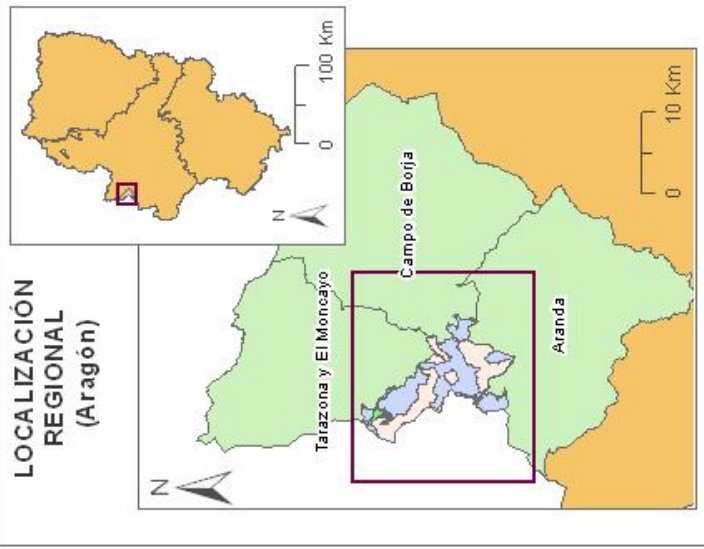 LOCALIZACIÓN
REGIONAL
(Aragón)
N
0 100 Km
N
Tarazona y El Moncayo
Campo de Borja
Aranda
0 10 Km